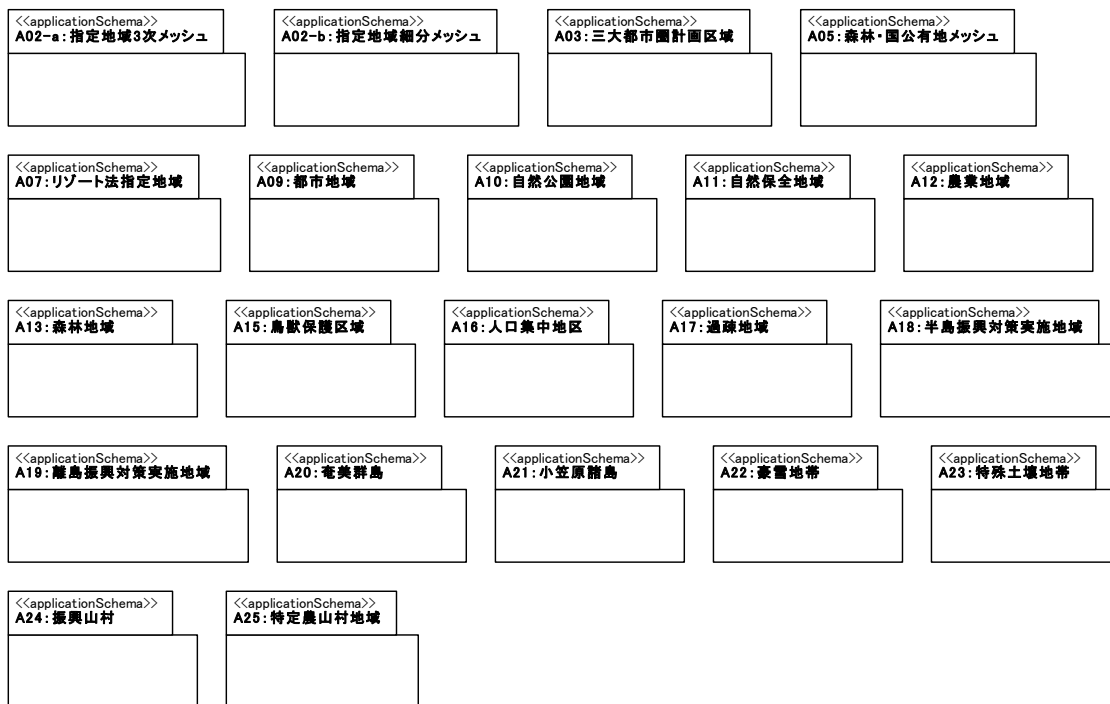 <<applicationSchema>>
A02-a:指定地域3次メッシュ
<<applicationSchema>>
A02-b:指定地域細分メッシュ
<<applicationSchema>>
A03:三大都市圏計画区域
<<applicationSchema>>
A05:森林・国公有地メッシュ
<<applicationSchema>>
A07:リゾート法指定地域
<<applicationSchema>>
A09:都市地域
<<applicationSchema>>
A10:自然公園地域
<<applicationSchema>>
A11:自然保全地域
<<applicationSchema>>
A12:農業地域
<<applicationSchema>>
A13:森林地域
<<applicationSchema>>
A15:鳥獣保護区域
<<applicationSchema>>
A16:人口集中地区
<<applicationSchema>>
A17:過疎地域
<<applicationSchema>>
A18:半島振興対策実施地域
<<applicationSchema>>
A19:離島振興対策実施地域
<<applicationSchema>>
A20:奄美群島
<<applicationSchema>>
A21:小笠原諸島
<<applicationSchema>>
A22:豪雪地帯
<<applicationSchema>>
A23:特殊土壌地帯
<<applicationSchema>>
A24:振興山村
<<applicationSchema>>
A25:特定農山村地域